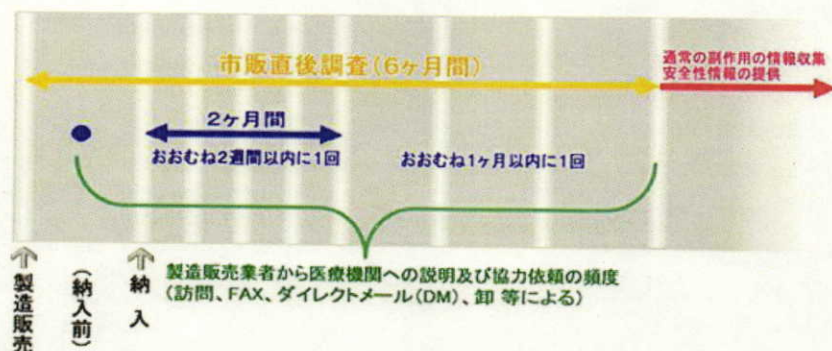 市販直後調査(6ヶ月間)
通常の副作用の情報収集
安全性情報の提供
2ヶ月間
おおむね2週間以内に1回
おおむね1ヶ月以内に1回
製造販売
(納入前)
納入
製造販売業者から医療機関への説明及び協力依頼の頻度
(訪問、FAX、ダイレクトメール(DM)、卸 等による)